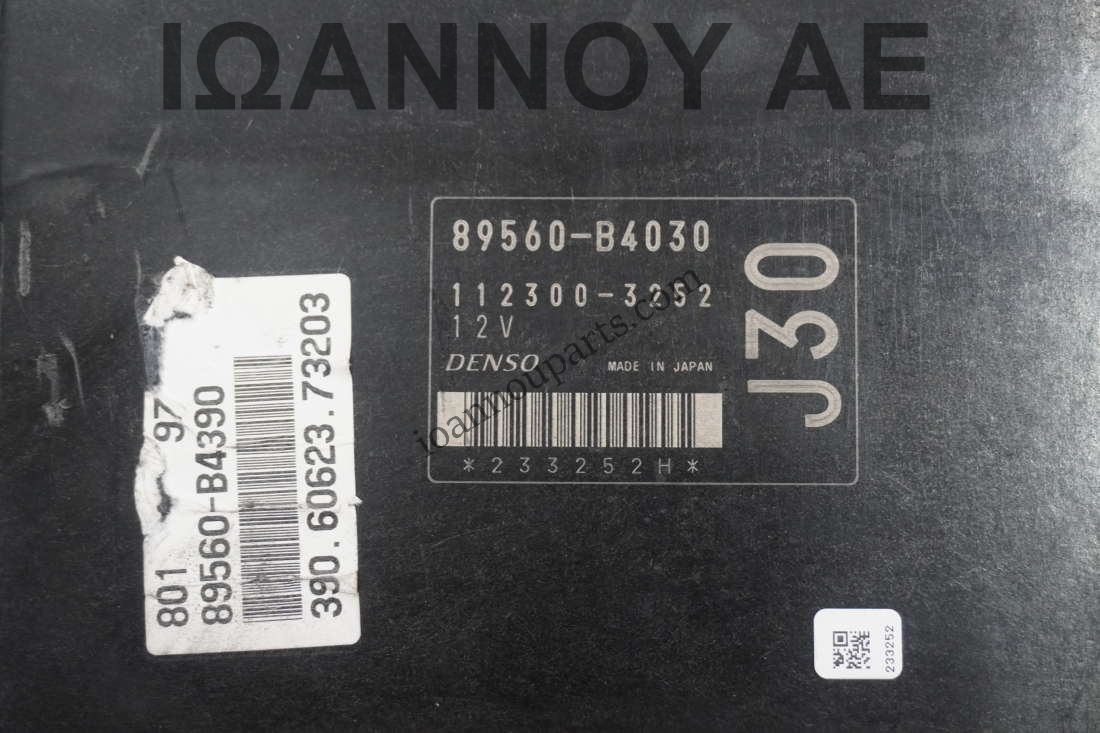 ΙΩΑΝΝΟΥ ΑΕ
89560-B4030
112300-3252
12V
DENSO MADE IN JAPAN
*233252H*
J30
ioannouparts.com
801 97
89560-B4390
390.60623.73203
233252